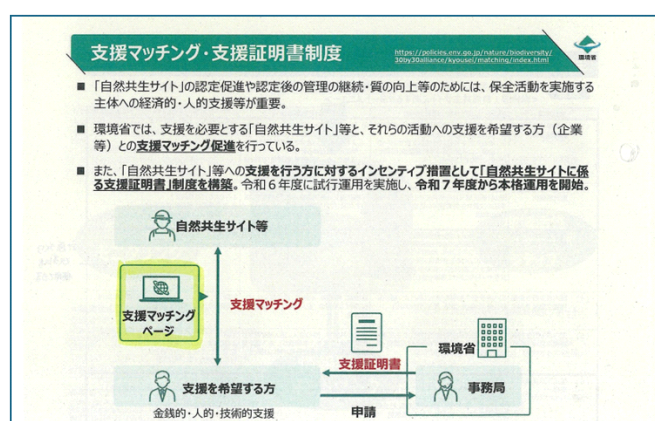 支援マッチング・支援証明書制度
https://policies.env.go.jp/nature/biodiversity/
30by30alliance/kyousei/matching/index.html
環境省
■ 「自然共生サイト」の認定促進や認定後の管理の継続・質の向上等のためには、保全活動を実施する
主体への経済的・人的支援等が重要。
■ 環境省では、支援を必要とする「自然共生サイト」等と、それらの活動への支援を希望する方（企業
等）との支援マッチング促進を行っている。
■ また、「自然共生サイト」等への支援を行う方に対するインセンティブ措置として「自然共生サイトに係
る支援証明書」制度を構築。令和６年度に試行運用を実施し、令和７年度から本格運用を開始。
自然共生サイト等
支援マッチング
ページ
支援マッチング
支援証明書
環境省
事務局
支援を希望する方
金銭的・人的・技術的支援
申請